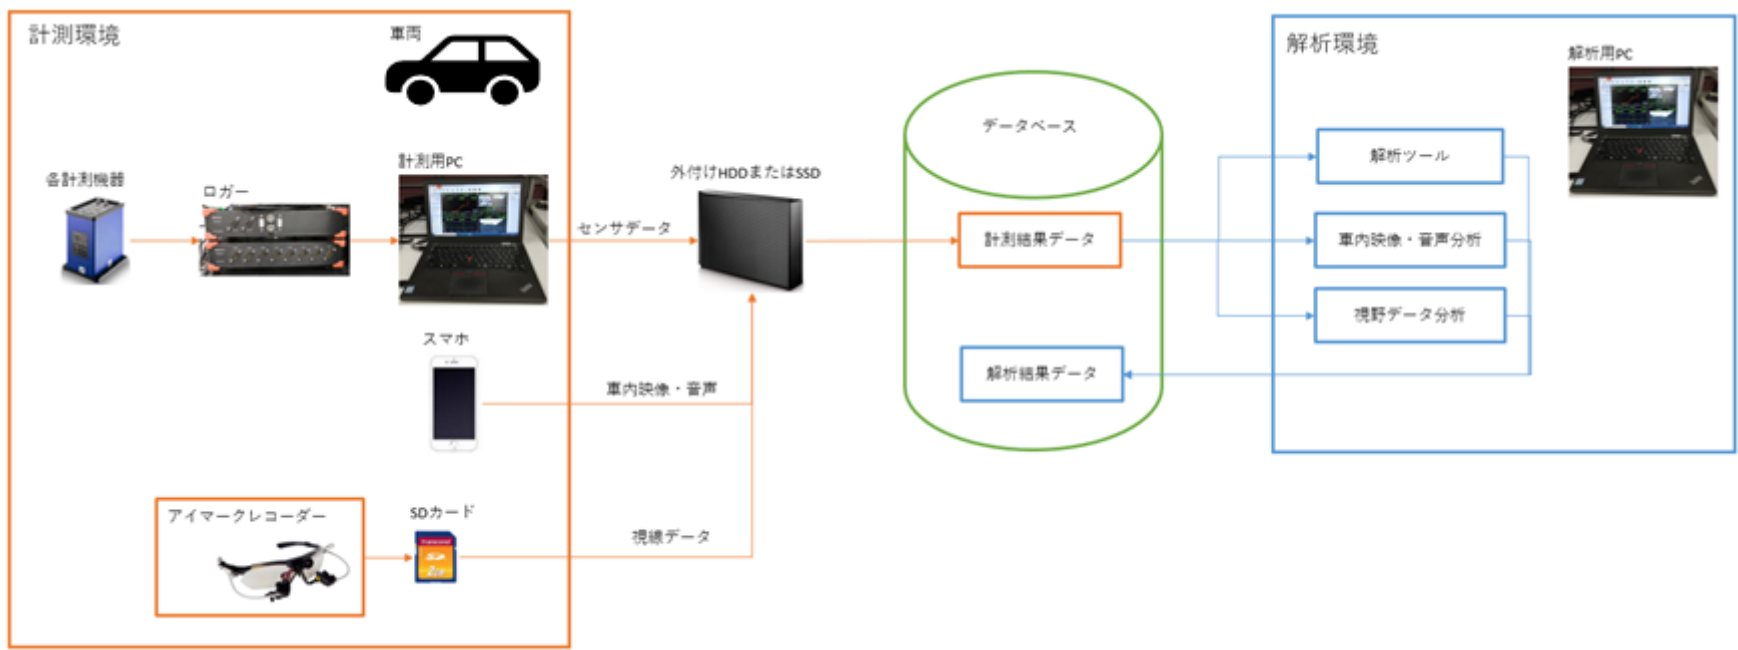 計測環境
車両
各計測機器
ロガー
計測用PC
センサデータ
外付けHDDまたはSSD
スマホ
車内映像・音声
アイマークレコーダー
SDカード
視線データ
データベース
計測結果データ
解析結果データ
解析環境
解析用PC
解析ツール
車内映像・音声分析
視野データ分析